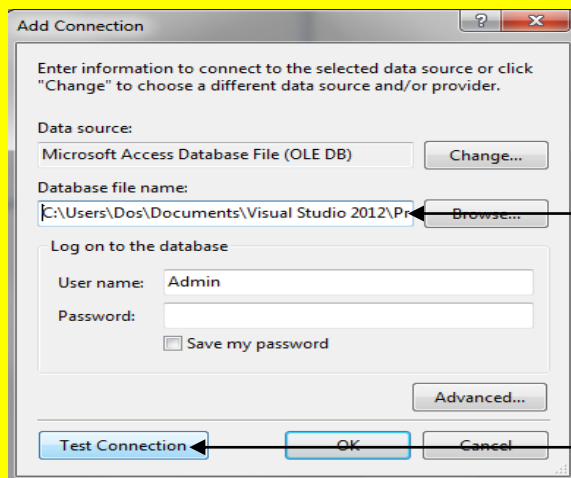 Add Connection
Enter information to connect to the selected data source or click
"Change" to choose a different data source and/or provider.
Data source:
Microsoft Access Database File (OLE DB)
Change...
Database file name:
C:\Users\Dos\Documents\Visual Studio 2012\Pr
Browse...
Log on to the database
User name:
Admin
Password:
Save my password
Advanced...
Test Connection
OK
Cancel